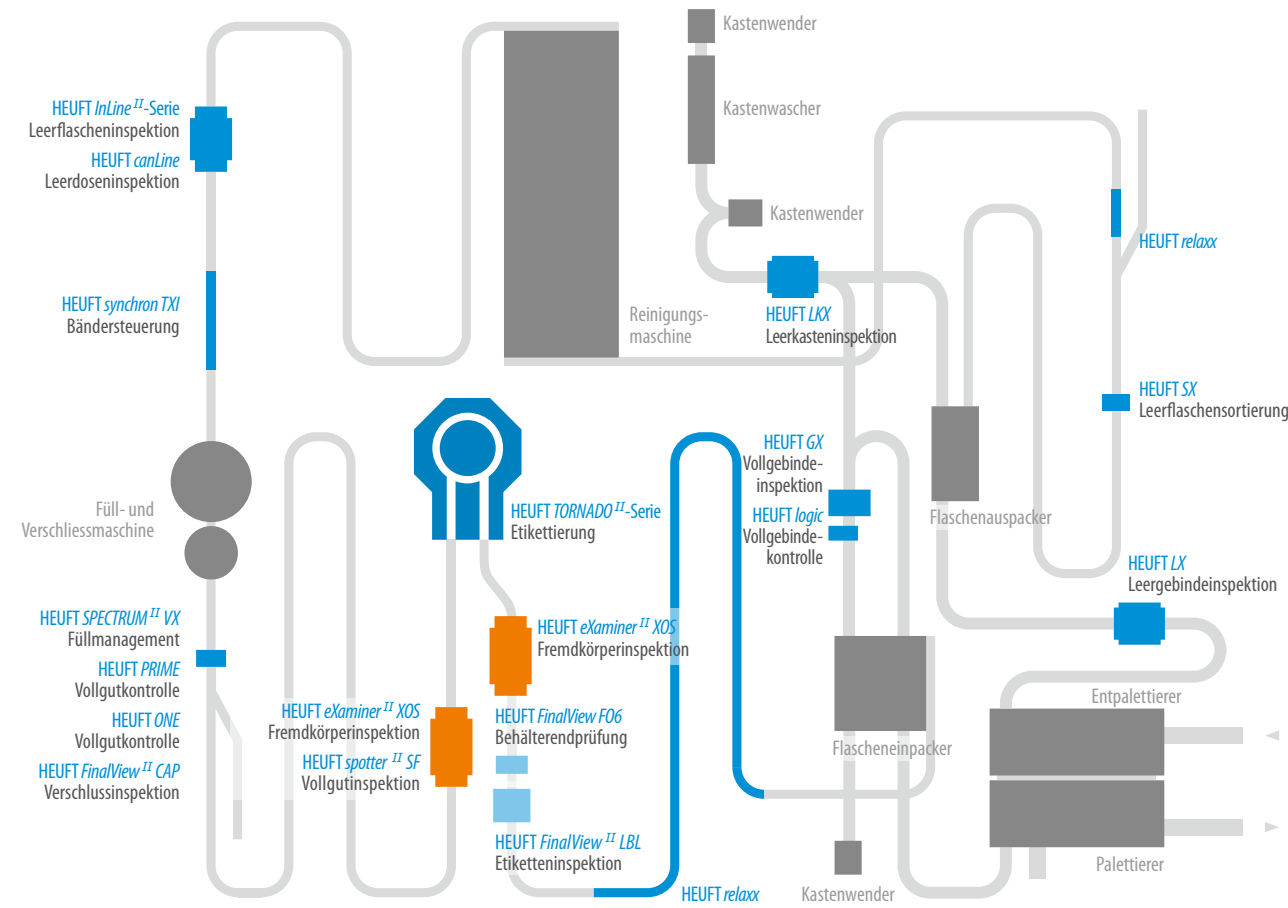 Kastenwender
HEUFT InLine II-Serie
Leerflascheninspektion
HEUFT canLine
Leerdoseninspektion
Kastenwascher
Kastenwender
HEUFT relaxx
HEUFT synchron TXI
Bändersteuerung
Reinigungs-
maschine
HEUFT LKX
Leerkasteninspektion
HEUFT SX
Leerflaschensortierung
HEUFT GX
Vollgebinde-
inspektion
HEUFT logic
Vollgebinde-
kontrolle
Flaschenauspacker
Füll- und
Verschliessmaschine
HEUFT TORNADO II-Serie
Etikettierung
HEUFT LX
Leergebindeinspektion
HEUFT SPECTRUM II VX
Füllmanagement
HEUFT PRIME
Vollgutkontrolle
HEUFT ONE
Vollgutkontrolle
HEUFT FinalView II CAP
Verschlussinspektion
HEUFT eXaminer II XOS
Fremdkörperinspektion
HEUFT eXaminer II XOS
Fremdkörperinspektion
HEUFT spotter II SF
Vollgutinspektion
HEUFT FinalView FO6
Behälterendprüfung
Flascheneinpacker
Entpalettierer
HEUFT FinalView II LBL
Etiketteninspektion
HEUFT relaxx
Kastenwender
Palettierer